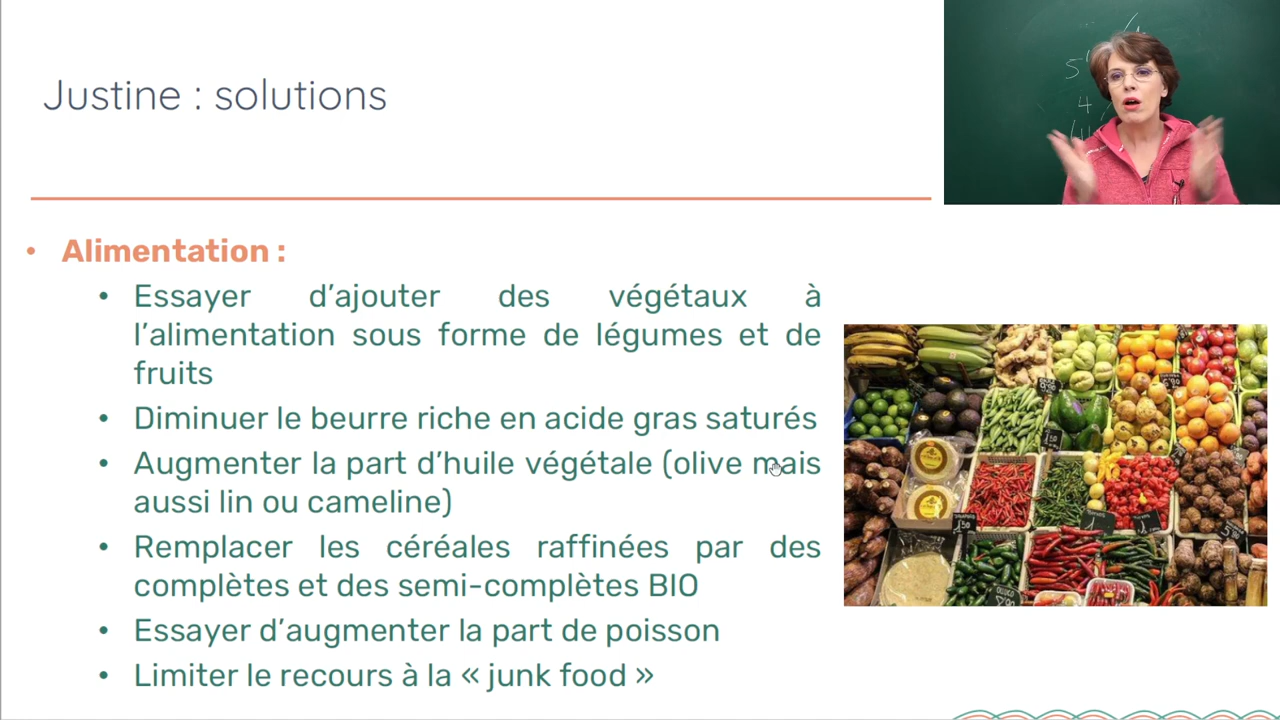 Justine : solutions
5
4
• Alimentation :
• Essayer d’ajouter des végétaux à
l’alimentation sous forme de légumes et de
fruits
• Diminuer le beurre riche en acide gras saturés
• Augmenter la part d’huile végétale (olive mais
aussi lin ou cameline)
• Remplacer les céréales raffinées par des
complètes et des semi-complètes BIO
• Essayer d’augmenter la part de poisson
• Limiter le recours à la « junk food »